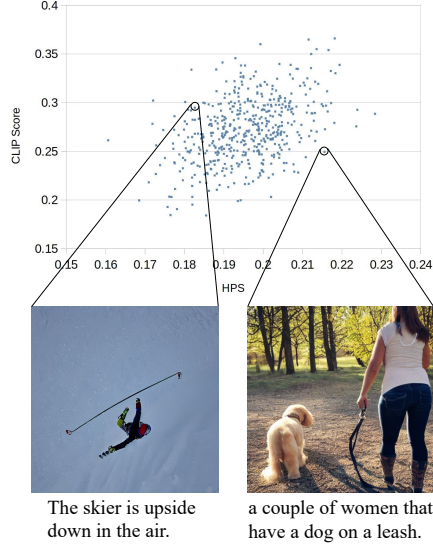 0.4
0.35
0.3
0.25
0.2
0.15
CLIP Score
0.15 0.16 0.17 0.18 0.19 0.2 0.21 0.22 0.23 0.24
HPS
The skier is upside
down in the air.
a couple of women that
have a dog on a leash.